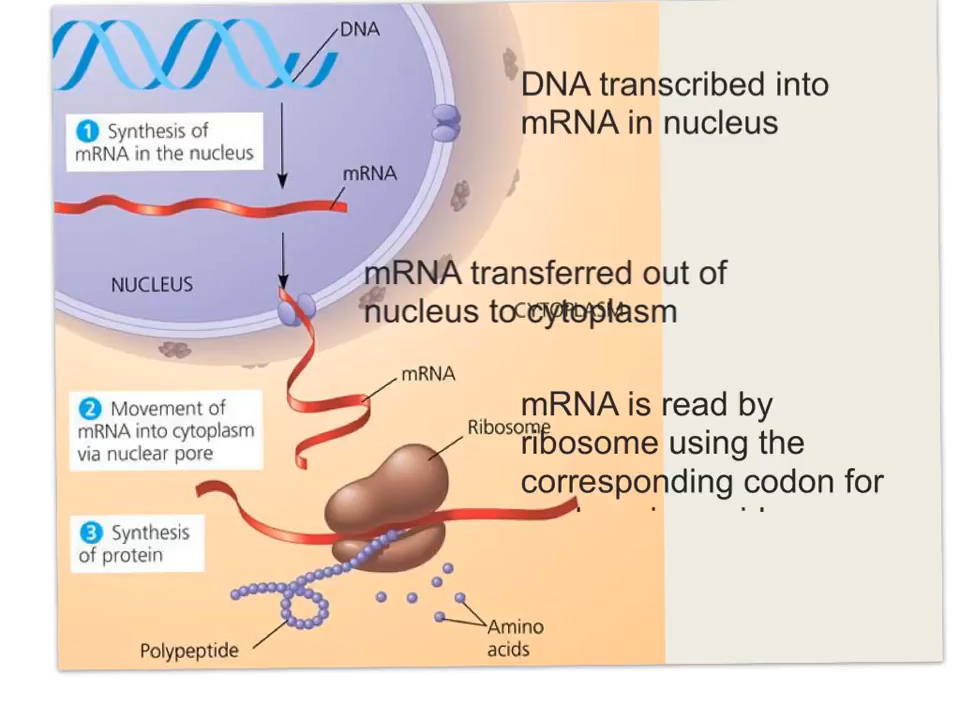 DNA
DNA transcribed into
mRNA in nucleus
1 Synthesis of
mRNA in the nucleus
mRNA
NUCLEUS
mRNA transferred out of
nucleus to cytoplasm
CYTOPLASM
mRNA
2 Movement of
mRNA into cytoplasm
via nuclear pore
mRNA is read by
ribosome using the
corresponding codon for
Ribosome
3 Synthesis
of protein
Polypeptide
Amino
acids